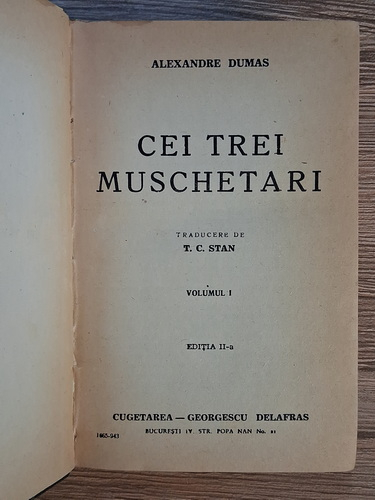 ALEXANDRE DUMAS
CEI TREI
MUSCHETARI
TRADUCERE DE
T. C. STAN
VOLUMUL I
EDIȚIA II-a
CUGETAREA — GEORGESCU DELAFRAS
BUCUREȘTI IV. STR. POPA NAN No.